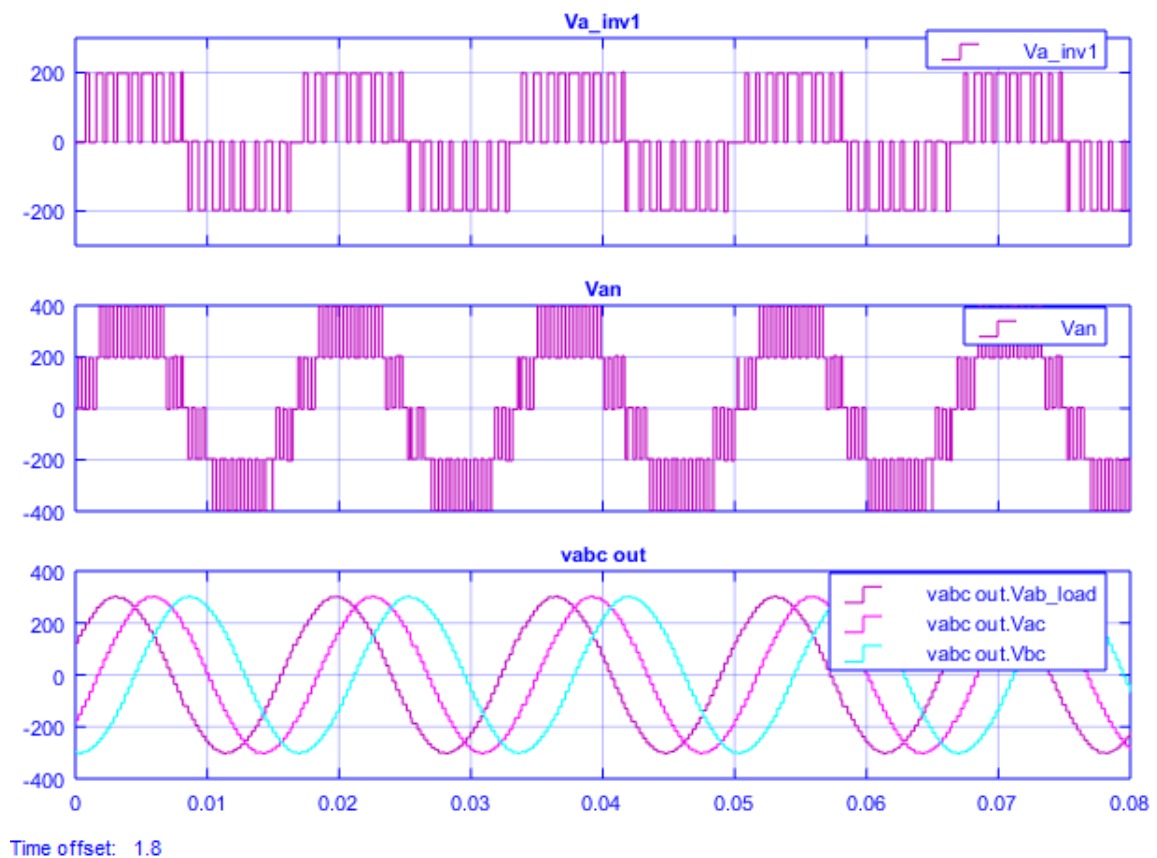 Va_inv1
Va_inv1
200
0
-200
Van
Van
400
200
0
-200
-400
vabc out
vabc out.Vab_load
vabc out.Vac
vabc out.Vbc
400
200
0
-200
-400
0 0.01 0.02 0.03 0.04 0.05 0.06 0.07 0.08
Time offset: 1.8